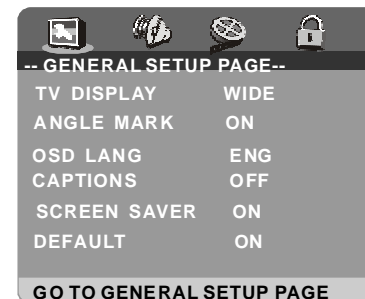 -- GENERAL SETUP PAGE--
TV DISPLAY WIDE
ANGLE MARK ON
OSD LANG ENG
CAPTIONS OFF
SCREEN SAVER ON
DEFAULT ON
GO TO GENERAL SETUP PAGE